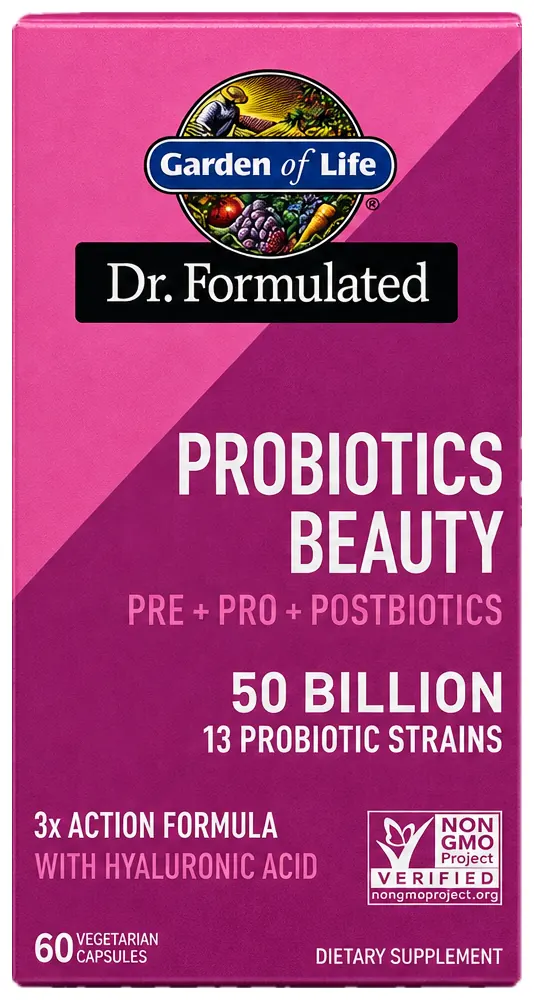 Garden of Life
®
Dr. Formulated
PROBIOTICS
BEAUTY
PRE + PRO + POSTBIOTICS
50 BILLION
13 PROBIOTIC STRAINS
3x ACTION FORMULA
WITH HYALURONIC ACID
NON
GMO
Project
VERIFIED
nongmoproject.org
60 VEGETARIAN
CAPSULES
DIETARY SUPPLEMENT